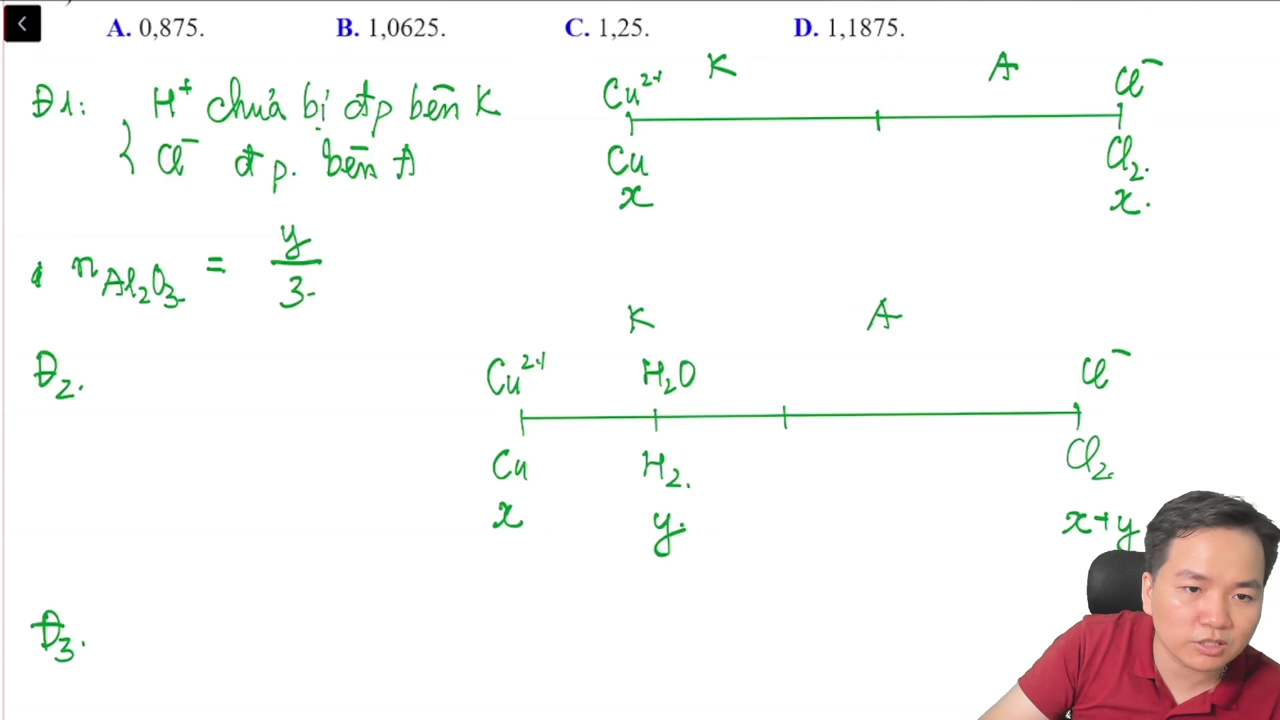 A. 0,875. B. 1,0625. C. 1,25. D. 1,1875.
K A
Đ1: H⁺ chưa bị đp bên K
Cl⁻ đp. bên A
Cu²⁺ Cl⁻
Cu Cl₂.
x x.
n Al₂O₃ = y/3
K A
Đ₂. Cu²⁺ H₂O Cl⁻
Cu H₂. Cl₂.
x y. x+y
Đ₃.